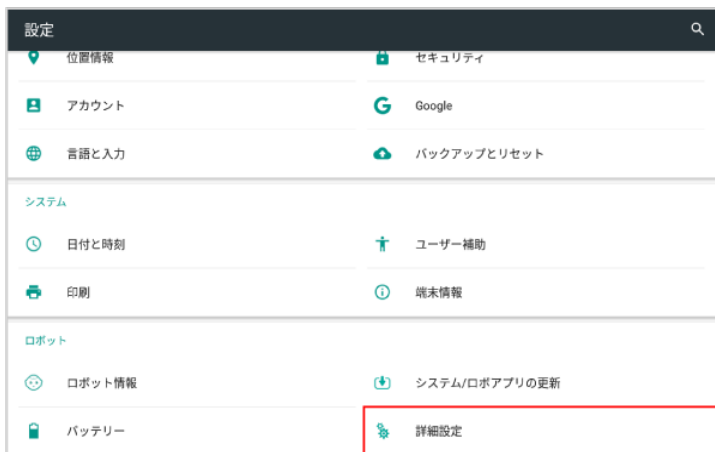 設定
位置情報
セキュリティ
アカウント
Google
言語と入力
バックアップとリセット
システム
日付と時刻
ユーザー補助
印刷
端末情報
ロボット
ロボット情報
システム/ロボアプリの更新
バッテリー
詳細設定